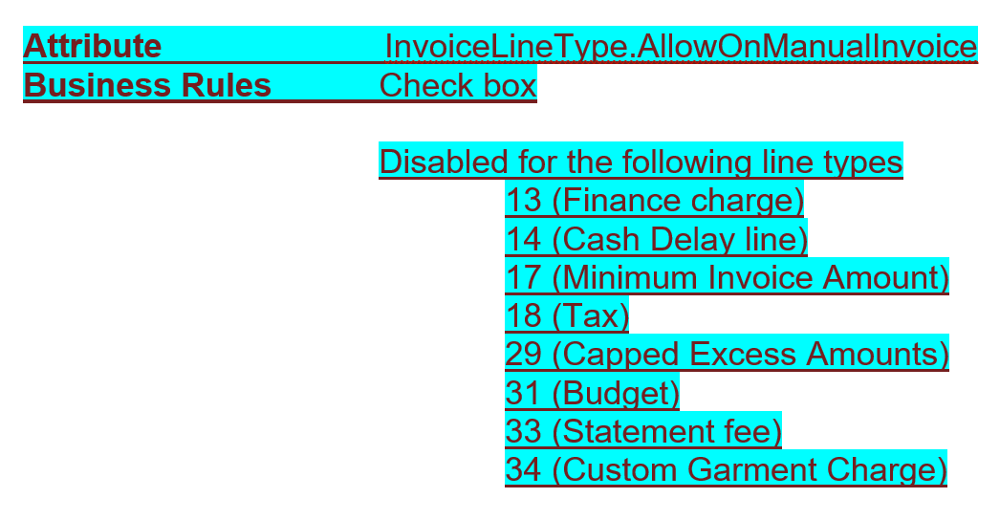 Attribute InvoiceLineType.AllowOnManualInvoice
Business Rules Check box
Disabled for the following line types
13 (Finance charge)
14 (Cash Delay line)
17 (Minimum Invoice Amount)
18 (Tax)
29 (Capped Excess Amounts)
31 (Budget)
33 (Statement fee)
34 (Custom Garment Charge)